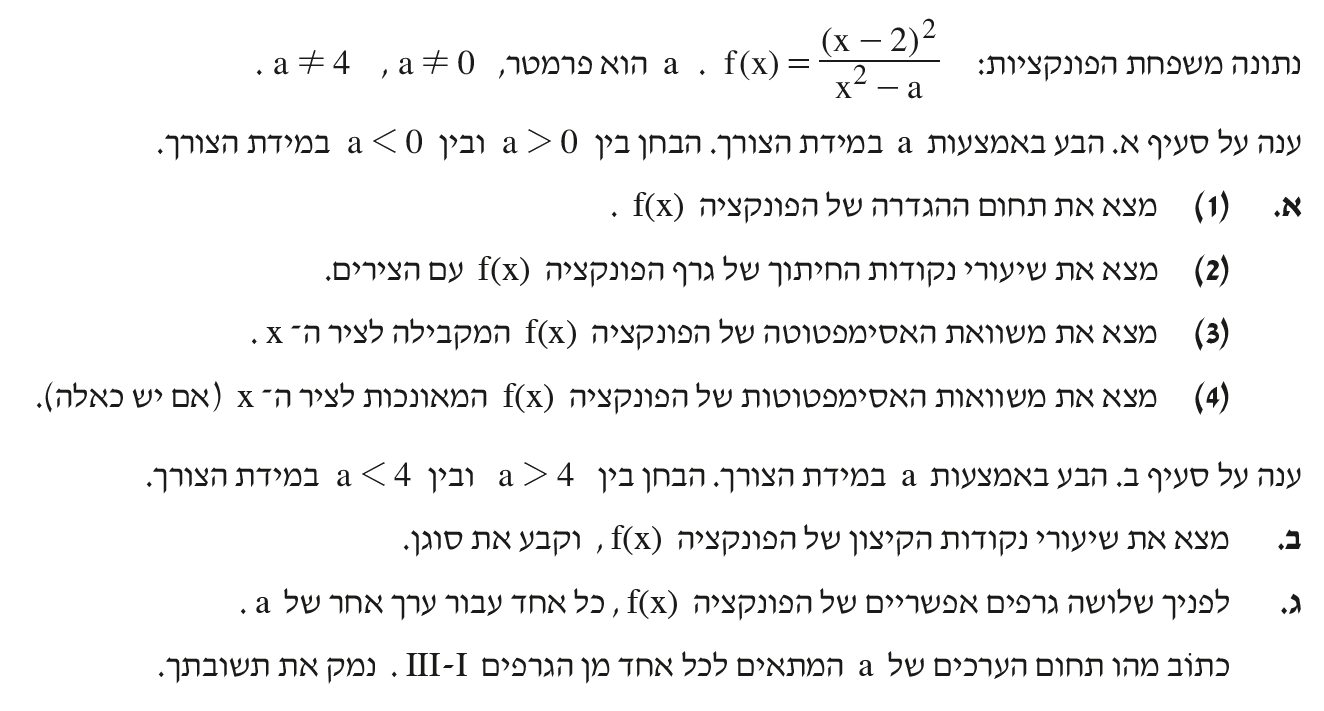 נתונה משפחת הפונקציות: f(x) = (x − 2)² / (x² − a) . a הוא פרמטר, a ≠ 0 , a ≠ 4 .
ענה על סעיף א. הבע באמצעות a במידת הצורך. הבחן בין a > 0 ובין a < 0 במידת הצורך.
א. (1) מצא את תחום ההגדרה של הפונקציה f(x) .
(2) מצא את שיעורי נקודות החיתוך של גרף הפונקציה f(x) עם הצירים.
(3) מצא את משוואת האסימפטוטה של הפונקציה f(x) המקבילה לציר ה־ x .
(4) מצא את משוואות האסימפטוטות של הפונקציה f(x) המאונכות לציר ה־ x (אם יש כאלה).
ענה על סעיף ב. הבע באמצעות a במידת הצורך. הבחן בין a > 4 ובין a < 4 במידת הצורך.
ב. מצא את שיעורי נקודות הקיצון של הפונקציה f(x) , וקבע את סוגן.
ג. לפניך שלושה גרפים אפשריים של הפונקציה f(x) , כל אחד עבור ערך אחר של a .
כתוֹב מהו תחום הערכים של a המתאים לכל אחד מן הגרפים III-I . נמק את תשובתך.